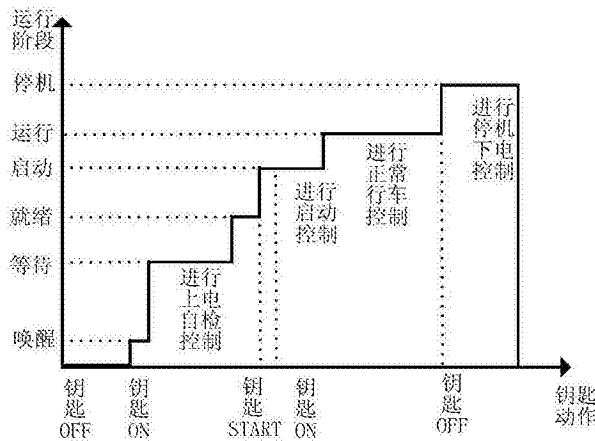 运行
阶段
停机
运行
启动
就绪
等待
唤醒
进行
上电
自检
控制
进行
启动
控制
进行
正常
行车
控制
进行
停机
下电
控制
钥
匙
OFF
钥
匙
ON
钥
匙
START
钥
匙
ON
钥
匙
OFF
钥匙
动作